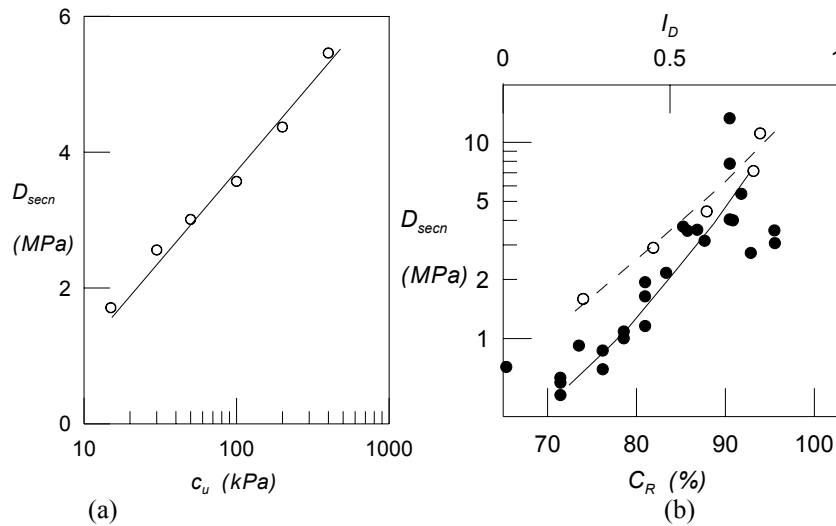 6
4
2
0
D_secn
(MPa)
10 100 1000
c_u (kPa)
(a)
I_D
0 0.5 1
10
5
2
1
D_secn
(MPa)
70 80 90 100
C_R (%)
(b)